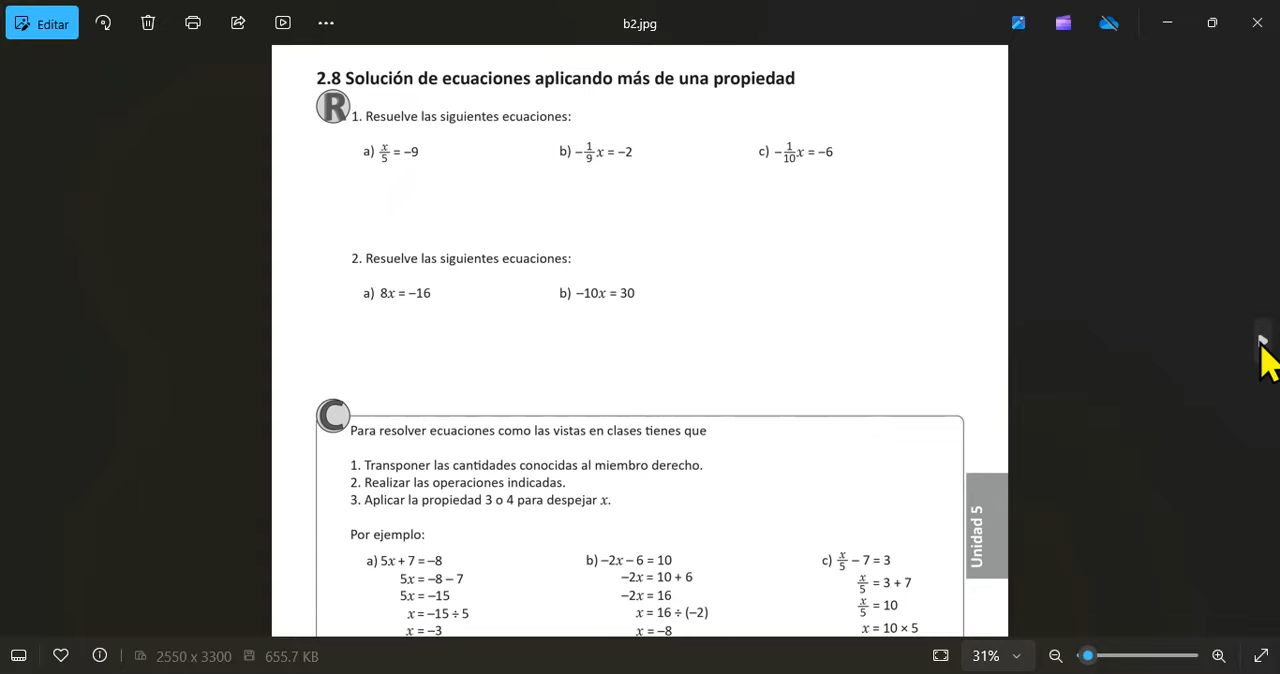 Editar
b2.jpg
2.8 Solución de ecuaciones aplicando más de una propiedad
R
1. Resuelve las siguientes ecuaciones:
a) x/5 = –9 b) –1/9 x = –2 c) –1/10 x = –6
2. Resuelve las siguientes ecuaciones:
a) 8x = –16 b) –10x = 30
C
Para resolver ecuaciones como las vistas en clases tienes que
1. Transponer las cantidades conocidas al miembro derecho.
2. Realizar las operaciones indicadas.
3. Aplicar la propiedad 3 o 4 para despejar x.
Por ejemplo:
a) 5x + 7 = –8 b) –2x – 6 = 10 c) x/5 – 7 = 3
5x = –8 – 7 –2x = 10 + 6 x/5 = 3 + 7
5x = –15 –2x = 16 x/5 = 10
x = –15 ÷ 5 x = 16 ÷ (–2) x = 10 × 5
x = –3 x = –8
Unidad 5
2550 x 3300 655.7 KB 31%